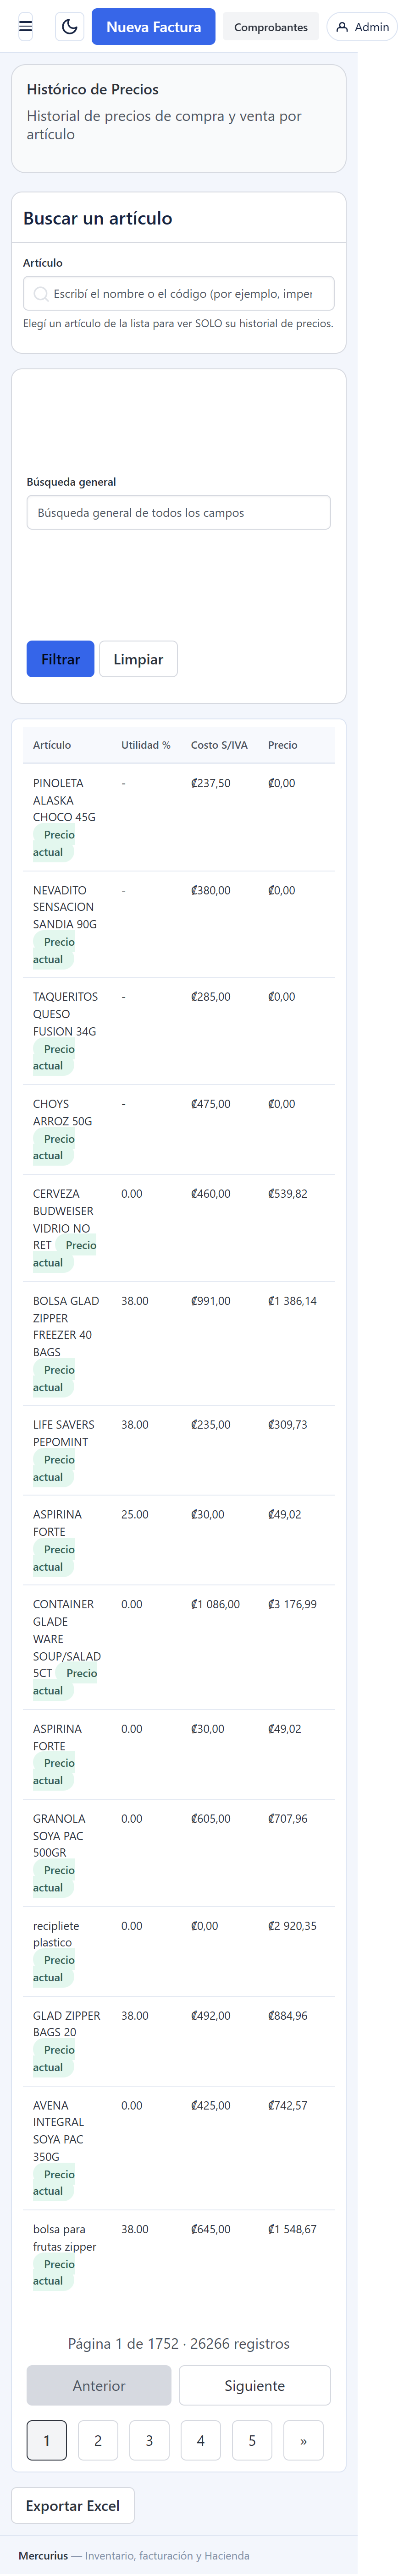 Nueva Factura
Comprobantes
Admin
Histórico de Precios
Historial de precios de compra y venta por
artículo
Buscar un artículo
Artículo
Escribí el nombre o el código (por ejemplo, imper
Elegí un artículo de la lista para ver SOLO su historial de precios.
Búsqueda general
Búsqueda general de todos los campos
Filtrar Limpiar
Artículo Utilidad % Costo S/IVA Precio
PINOLETA - ₡237,50 ₡0,00
ALASKA
CHOCO 45G
Precio
actual
NEVADITO - ₡380,00 ₡0,00
SENSACION
SANDIA 90G
Precio
actual
TAQUERITOS - ₡285,00 ₡0,00
QUESO
FUSION 34G
Precio
actual
CHOYS - ₡475,00 ₡0,00
ARROZ 50G
Precio
actual
CERVEZA 0.00 ₡460,00 ₡539,82
BUDWEISER
VIDRIO NO
RET Precio
actual
BOLSA GLAD 38.00 ₡991,00 ₡1 386,14
ZIPPER
FREEZER 40
BAGS
Precio
actual
LIFE SAVERS 38.00 ₡235,00 ₡309,73
PEPOMINT
Precio
actual
ASPIRINA 25.00 ₡30,00 ₡49,02
FORTE
Precio
actual
CONTAINER 0.00 ₡1 086,00 ₡3 176,99
GLADE
WARE
SOUP/SALAD
5CT Precio
actual
ASPIRINA 0.00 ₡30,00 ₡49,02
FORTE
Precio
actual
GRANOLA 0.00 ₡605,00 ₡707,96
SOYA PAC
500GR
Precio
actual
recipliete 0.00 ₡0,00 ₡2 920,35
plastico
Precio
actual
GLAD ZIPPER 38.00 ₡492,00 ₡884,96
BAGS 20
Precio
actual
AVENA 0.00 ₡425,00 ₡742,57
INTEGRAL
SOYA PAC
350G
Precio
actual
bolsa para 38.00 ₡645,00 ₡1 548,67
frutas zipper
Precio
actual
Página 1 de 1752 · 26266 registros
Anterior Siguiente
1 2 3 4 5 »
Exportar Excel
Mercurius — Inventario, facturación y Hacienda